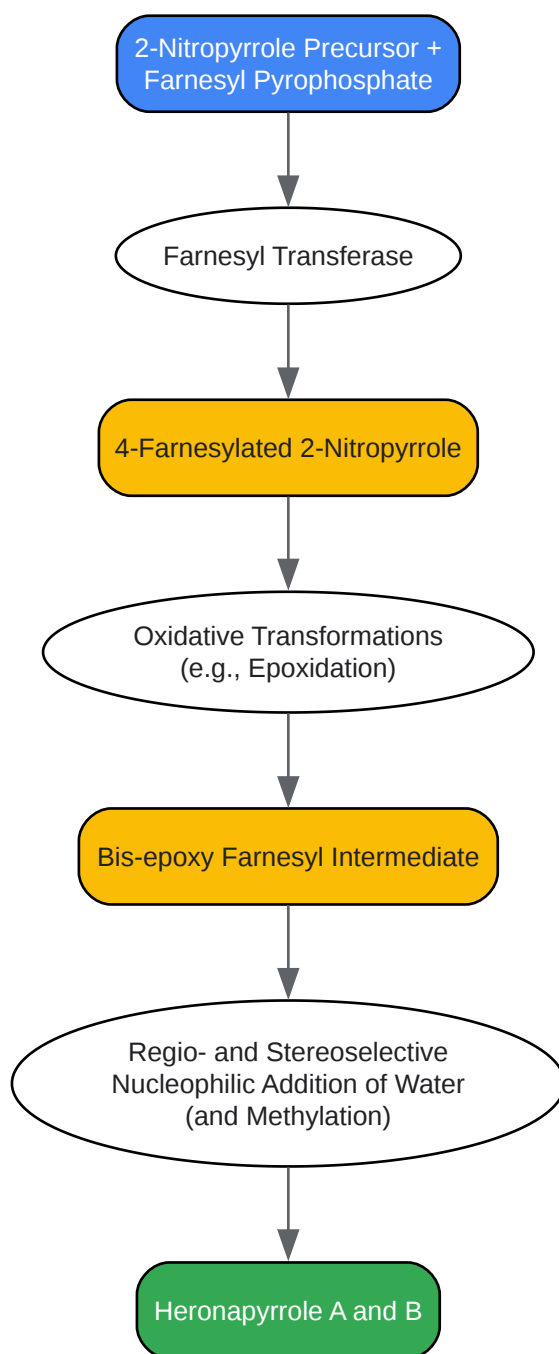 2-Nitropyrrole Precursor +
Farnesyl Pyrophosphate
Farnesyl Transferase
4-Farnesylated 2-Nitropyrrole
Oxidative Transformations
(e.g., Epoxidation)
Bis-epoxy Farnesyl Intermediate
Regio- and Stereoselective
Nucleophilic Addition of Water
(and Methylation)
Heronapyrrole A and B